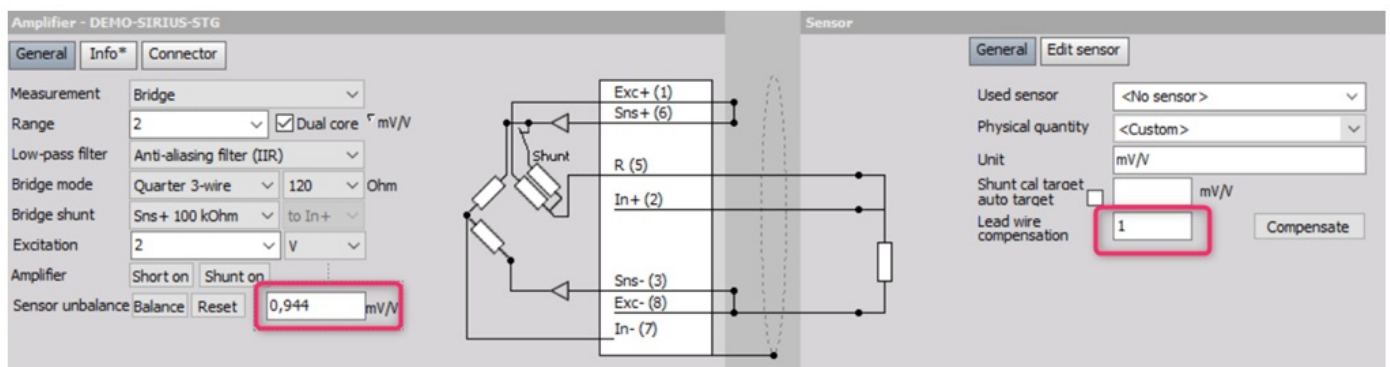 Amplifier - DEMO-SIRIUS-STG
General Info* Connector
Measurement Bridge
Range 2 Dual core mV/V
Low-pass filter Anti-aliasing filter (IIR)
Bridge mode Quarter 3-wire 120 Ohm
Bridge shunt Sns+ 100 kOhm to In+
Excitation 2 V
Amplifier Short on Shunt on
Sensor unbalance Balance Reset 0,944 mV/V
Shunt
Exc+ (1)
Sns+ (6)
R (5)
In+ (2)
Sns- (3)
Exc- (8)
In- (7)
Sensor
General Edit sensor
Used sensor <No sensor>
Physical quantity <Custom>
Unit mV/V
Shunt cal target
auto target mV/V
Lead wire
compensation 1 Compensate